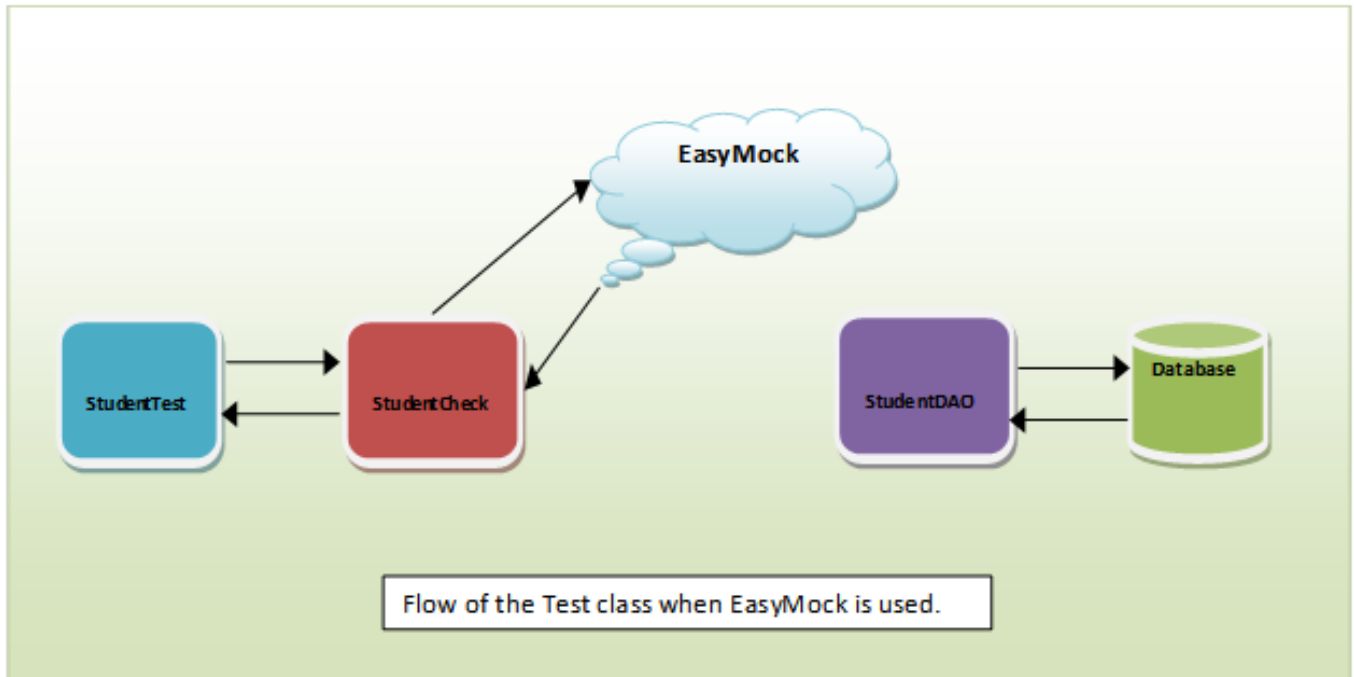 EasyMock
StudentTest
StudentCheck
StudentDAO
Database
Flow of the Test class when EasyMock is used.